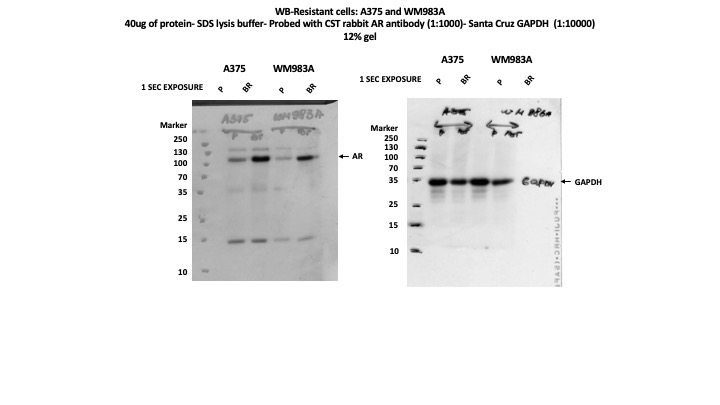 WB-Resistant cells: A375 and WM983A
40ug of protein- SDS lysis buffer- Probed with CST rabbit AR antibody (1:1000)- Santa Cruz GAPDH (1:10000)
12% gel
A375 WM983A
1 SEC EXPOSURE P BR P BR
Marker
250
130
100
70
35
25
15
10
A375 WM983A
P BR P BR
AR
A375 WM983A
1 SEC EXPOSURE P BR P BR
Marker
250
130
100
70
35
25
15
10
A375
P P
GAPDH
GAPDH